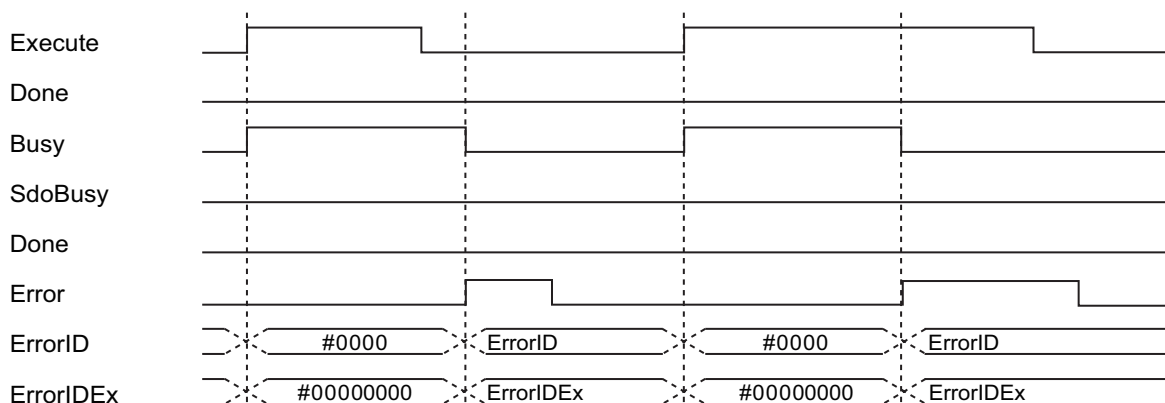 Execute
Done
Busy
SdoBusy
Done
Error
ErrorID #0000 ErrorID #0000 ErrorID
ErrorIDEx #00000000 ErrorIDEx #00000000 ErrorIDEx